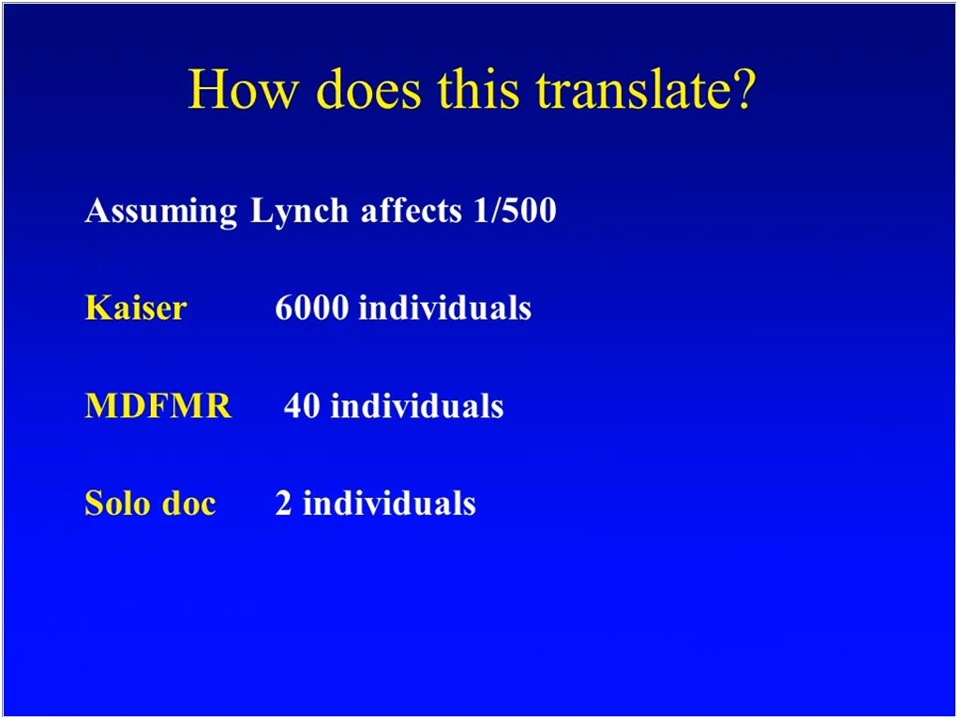 How does this translate?
Assuming Lynch affects 1/500
Kaiser 6000 individuals
MDFMR 40 individuals
Solo doc 2 individuals